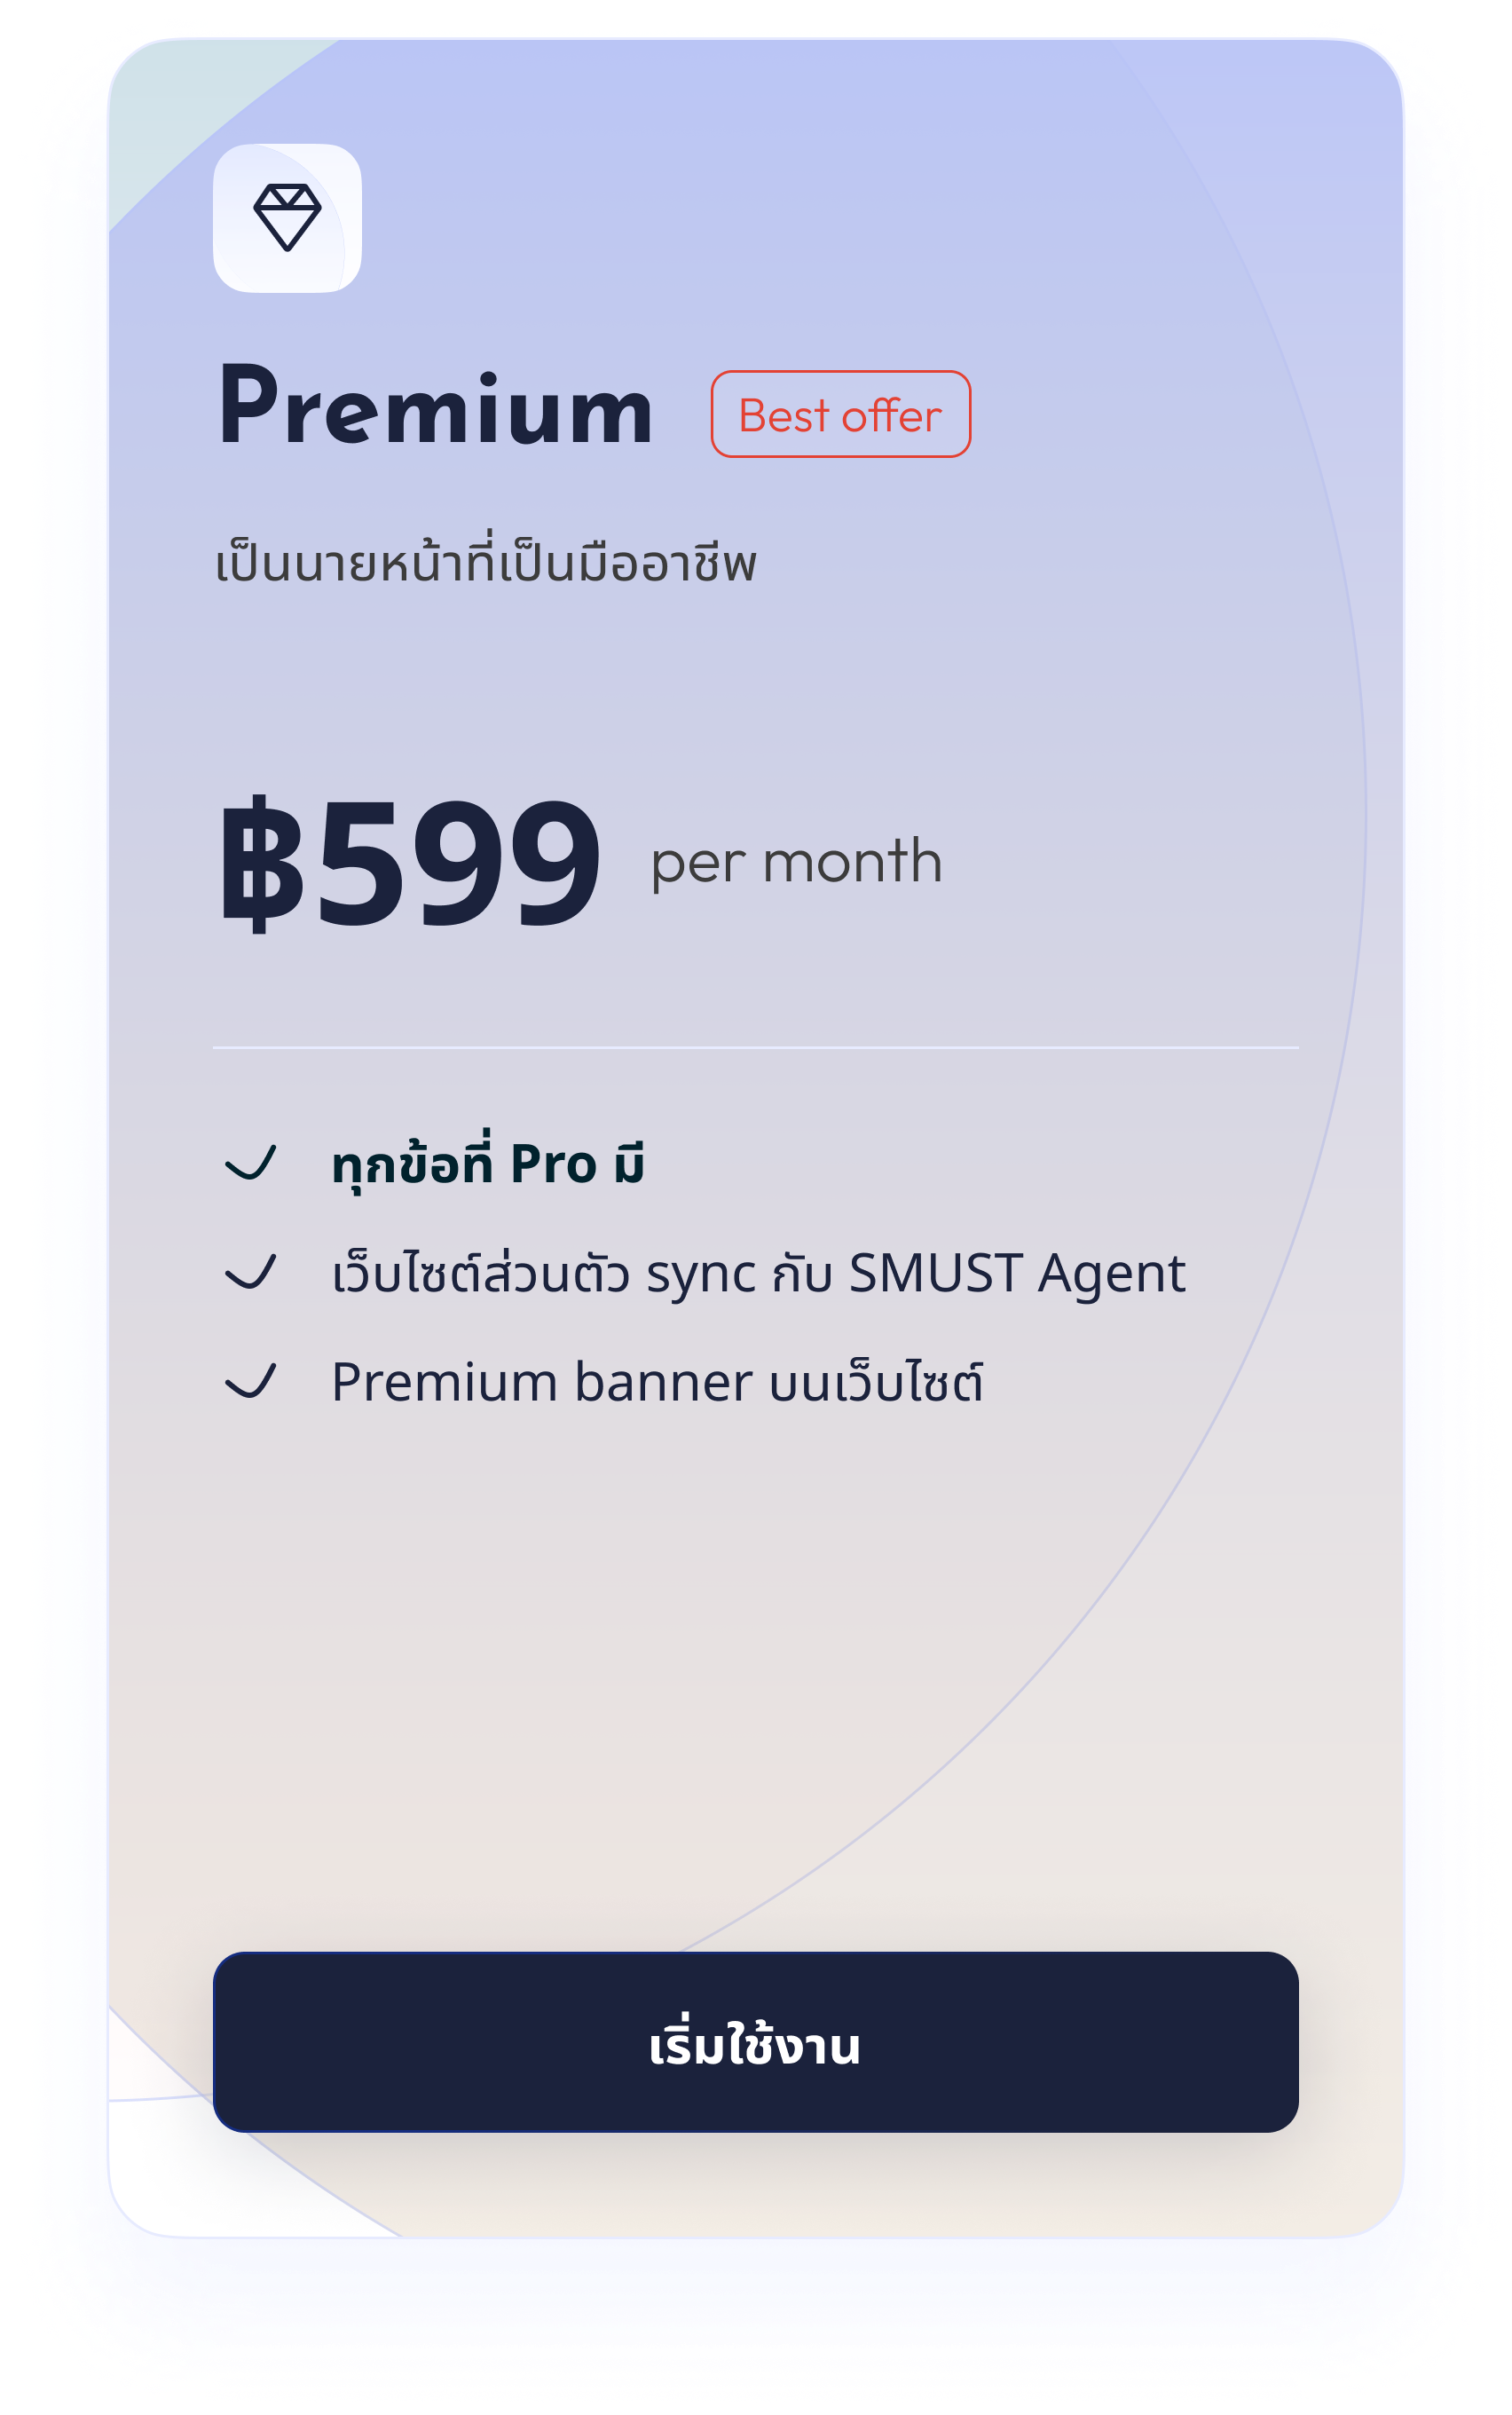 Premium
Best offer
เป็นนายหน้าที่เป็นมืออาชีพ
฿599 per month
ทุกข้อที่ Pro มี
เว็บไซต์ส่วนตัว sync กับ SMUST Agent
Premium banner บนเว็บไซต์
เริ่มใช้งาน